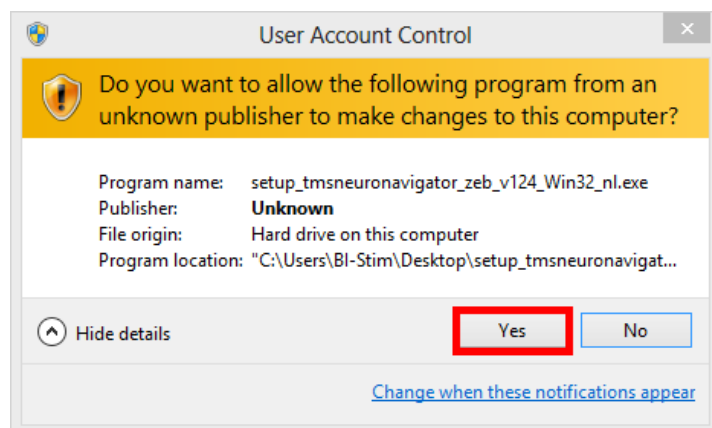 User Account Control
Do you want to allow the following program from an
unknown publisher to make changes to this computer?
Program name: setup_tmsneuronavigator_zeb_v124_Win32_nl.exe
Publisher: Unknown
File origin: Hard drive on this computer
Program location: "C:\Users\BI-Stim\Desktop\setup_tmsneuronavigat...
Hide details
Yes No
Change when these notifications appear